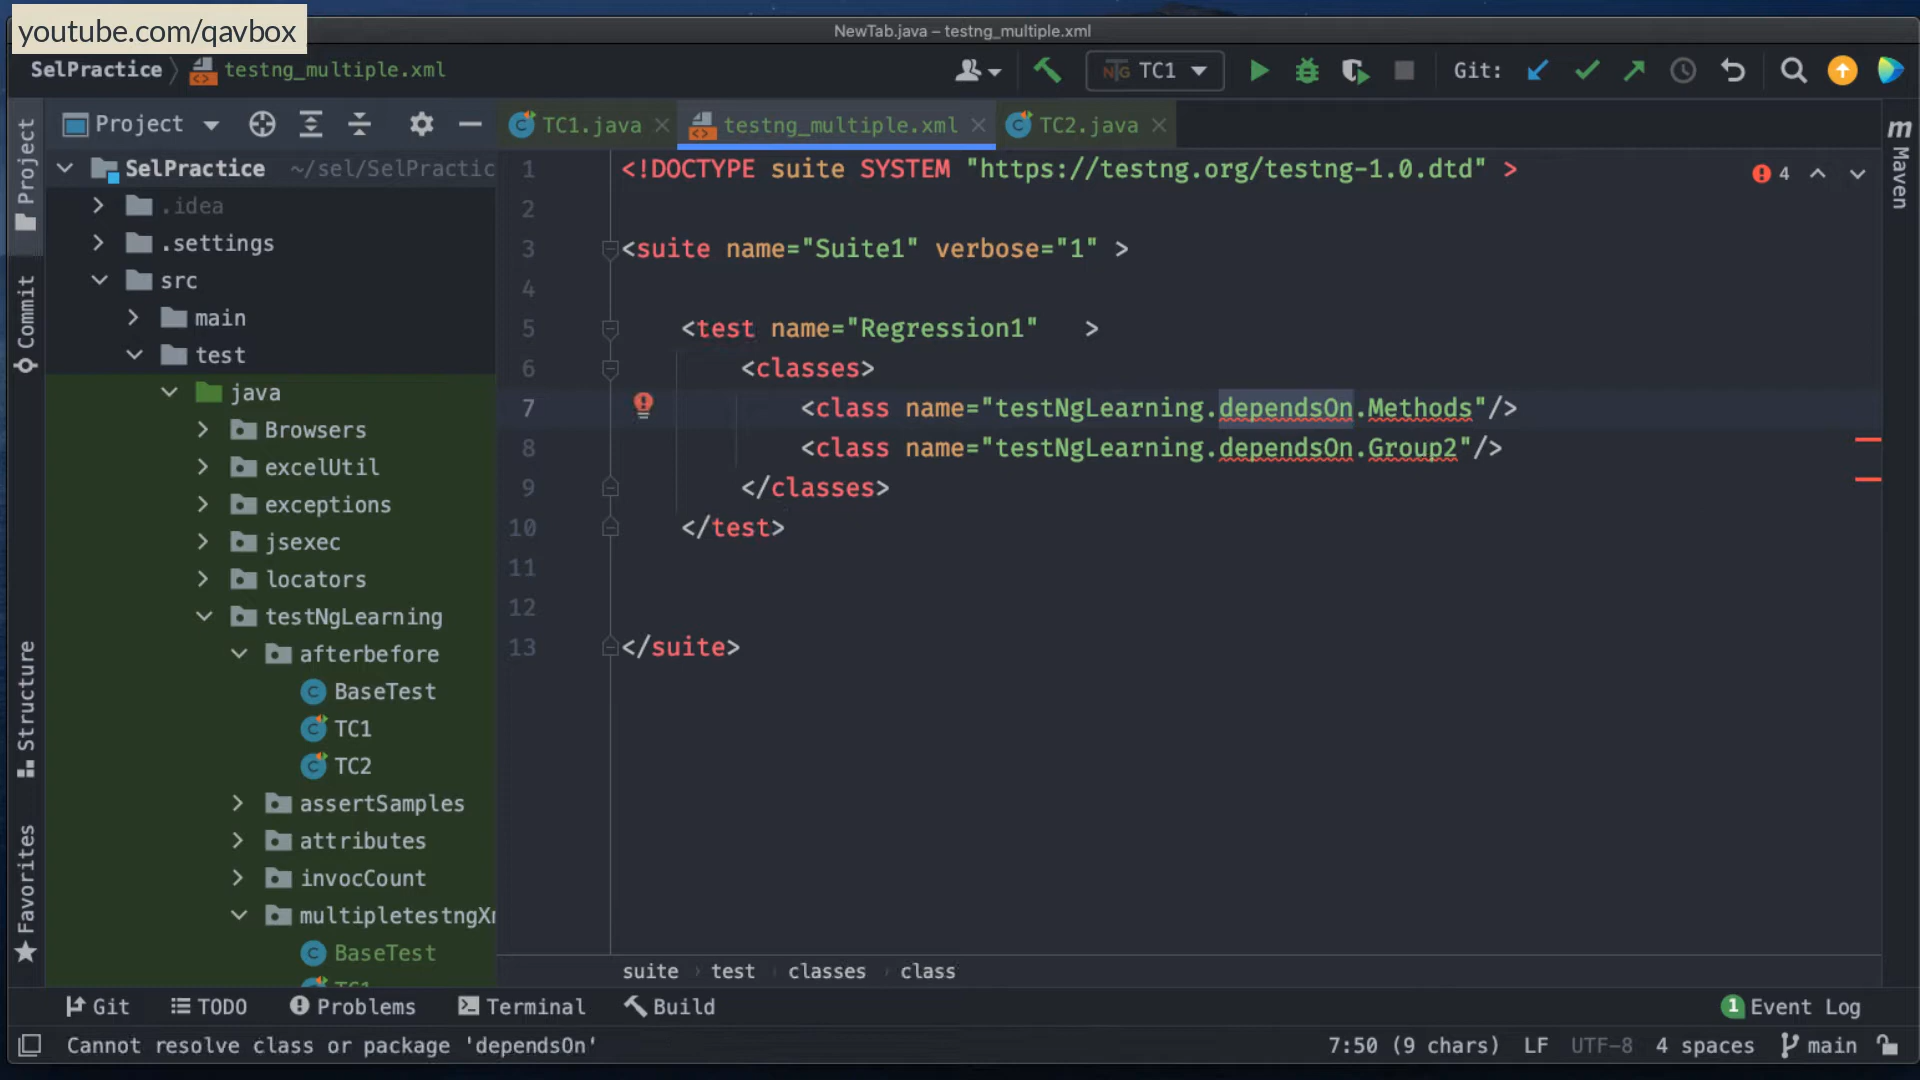 youtube.com/qavbox
NewTab.java – testng_multiple.xml
SelPractice
testng_multiple.xml
TC1
Git:
Project
TC1.java
testng_multiple.xml
TC2.java
Project
Commit
Structure
Favorites
m Maven
SelPractice ~/sel/SelPractic
.idea
.settings
src
main
test
java
Browsers
excelUtil
exceptions
jsexec
locators
testNgLearning
afterbefore
BaseTest
TC1
TC2
assertSamples
attributes
invocCount
multipletestngXm
BaseTest
4
1 <!DOCTYPE suite SYSTEM "https://testng.org/testng-1.0.dtd" >
2
3 <suite name="Suite1" verbose="1" >
4
5 <test name="Regression1" >
6 <classes>
7 <class name="testNgLearning.dependsOn.Methods"/>
8 <class name="testNgLearning.dependsOn.Group2"/>
9 </classes>
10 </test>
11
12
13 </suite>
suite › test › classes › class
Git
TODO
Problems
Terminal
Build
1 Event Log
Cannot resolve class or package 'dependsOn'
7:50 (9 chars) LF UTF-8 4 spaces main